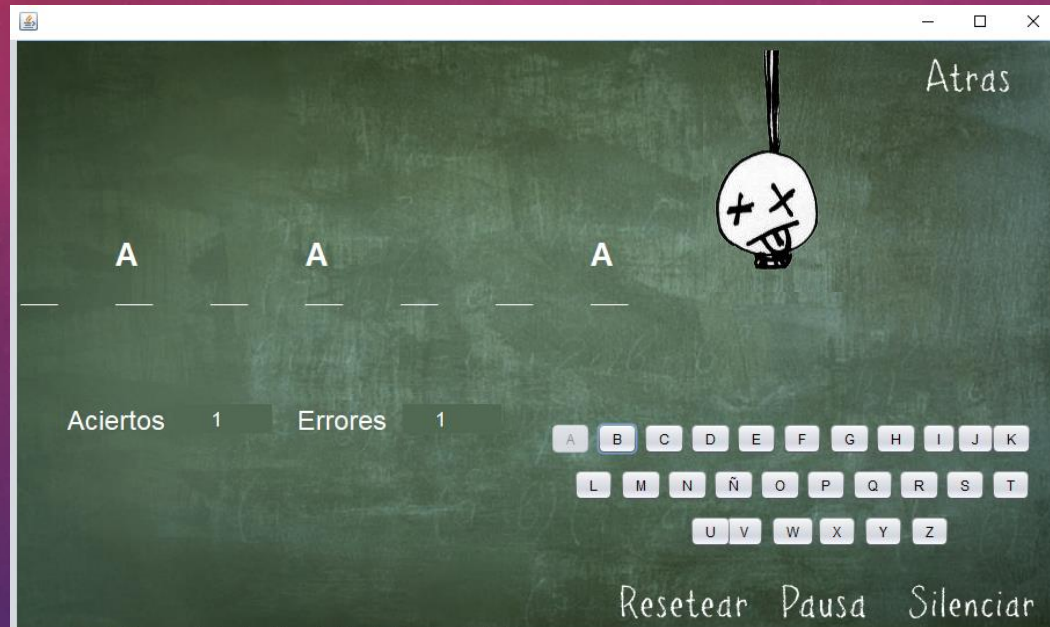 Atras
A A A
Aciertos 1 Errores 1
A B C D E F G H I J K
L M N Ñ O P Q R S T
U V W X Y Z
Resetear Pausa Silenciar